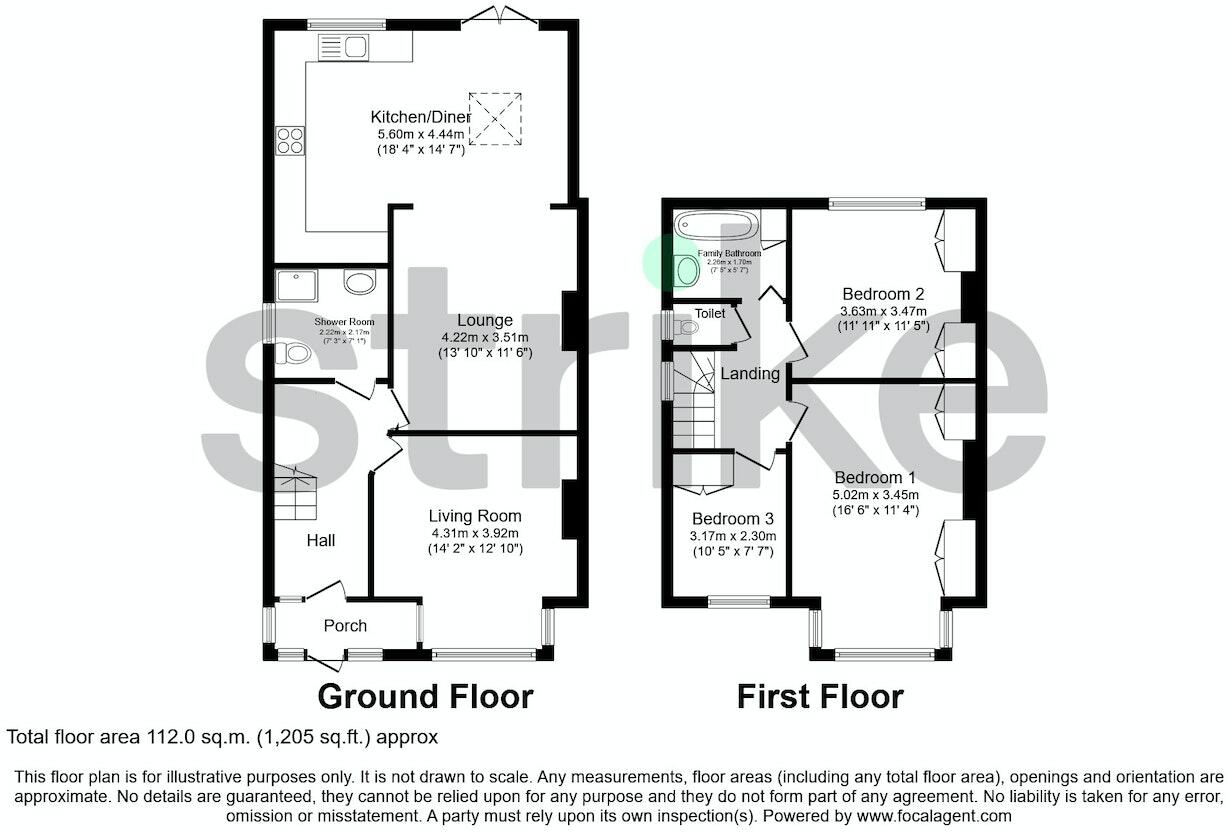 Kitchen/Diner
5.60m x 4.44m
(18' 4" x 14' 7")
Shower Room
2.22m x 2.17m
(7' 3" x 7' 1")
Lounge
4.22m x 3.51m
(13' 10" x 11' 6")
Living Room
4.31m x 3.92m
(14' 2" x 12' 10")
Hall
Porch
Ground Floor
Family Bathroom
2.26m x 1.70m
(7' 5" x 5' 7")
Toilet
Landing
Bedroom 2
3.63m x 3.47m
(11' 11" x 11' 5")
Bedroom 1
5.02m x 3.45m
(16' 6" x 11' 4")
Bedroom 3
3.17m x 2.30m
(10' 5" x 7' 7")
First Floor
strike
Total floor area 112.0 sq.m. (1,205 sq.ft.) approx
This floor plan is for illustrative purposes only. It is not drawn to scale. Any measurements, floor areas (including any total floor area), openings and orientation are
approximate. No details are guaranteed, they cannot be relied upon for any purpose and they do not form part of any agreement. No liability is taken for any error,
omission or misstatement. A party must rely upon its own inspection(s). Powered by www.focalagent.com